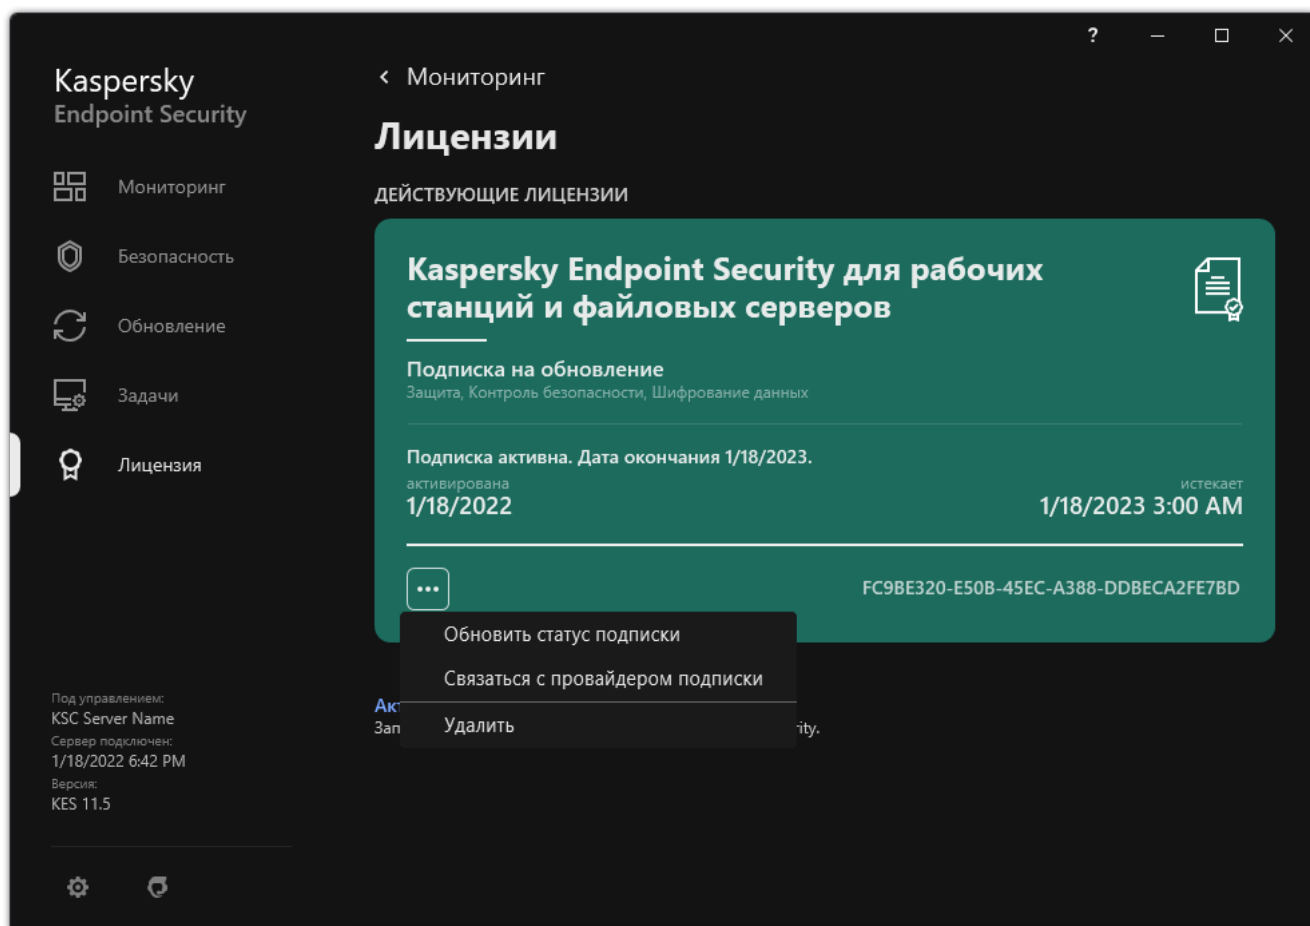 ?
Kaspersky
Endpoint Security
Мониторинг
Безопасность
Обновление
Задачи
Лицензия
Под управлением:
KSC Server Name
Сервер подключен:
1/18/2022 6:42 PM
Версия:
KES 11.5
Мониторинг
Лицензии
ДЕЙСТВУЮЩИЕ ЛИЦЕНЗИИ
Kaspersky Endpoint Security для рабочих
станций и файловых серверов
Подписка на обновление
Защита, Контроль безопасности, Шифрование данных
Подписка активна. Дата окончания 1/18/2023.
активирована
истекает
1/18/2022
1/18/2023 3:00 AM
FC9BE320-E50B-45EC-A388-DDBECA2FE7BD
Обновить статус подписки
Связаться с провайдером подписки
Удалить